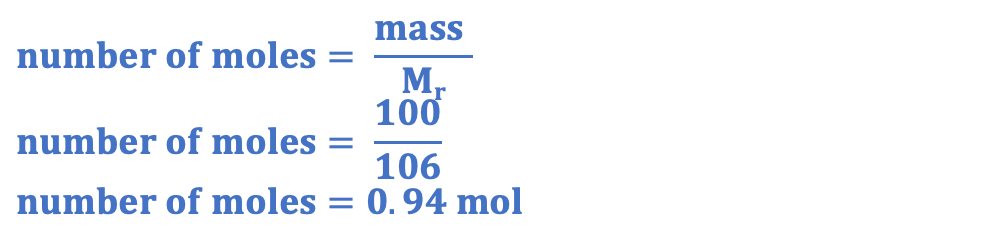 number of moles = mass / Mᵣ
number of moles = 100 / 106
number of moles = 0.94 mol